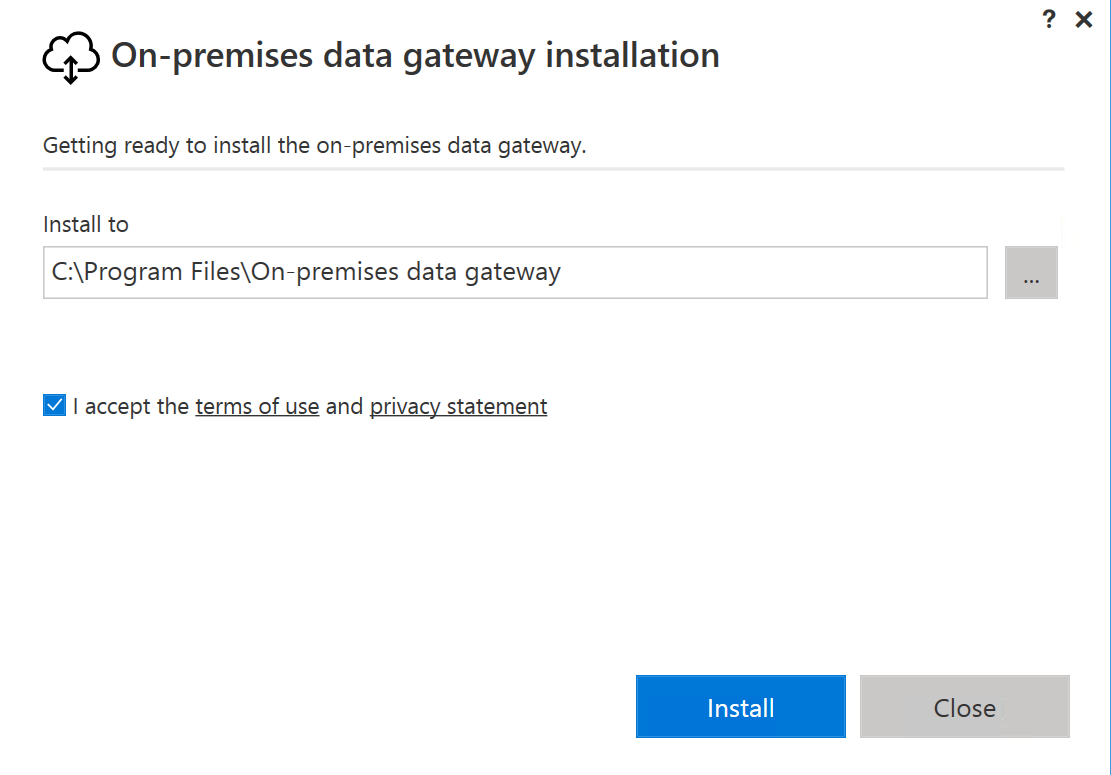 ?
On-premises data gateway installation
Getting ready to install the on-premises data gateway.
Install to
C:\Program Files\On-premises data gateway
...
I accept the terms of use and privacy statement
Install
Close